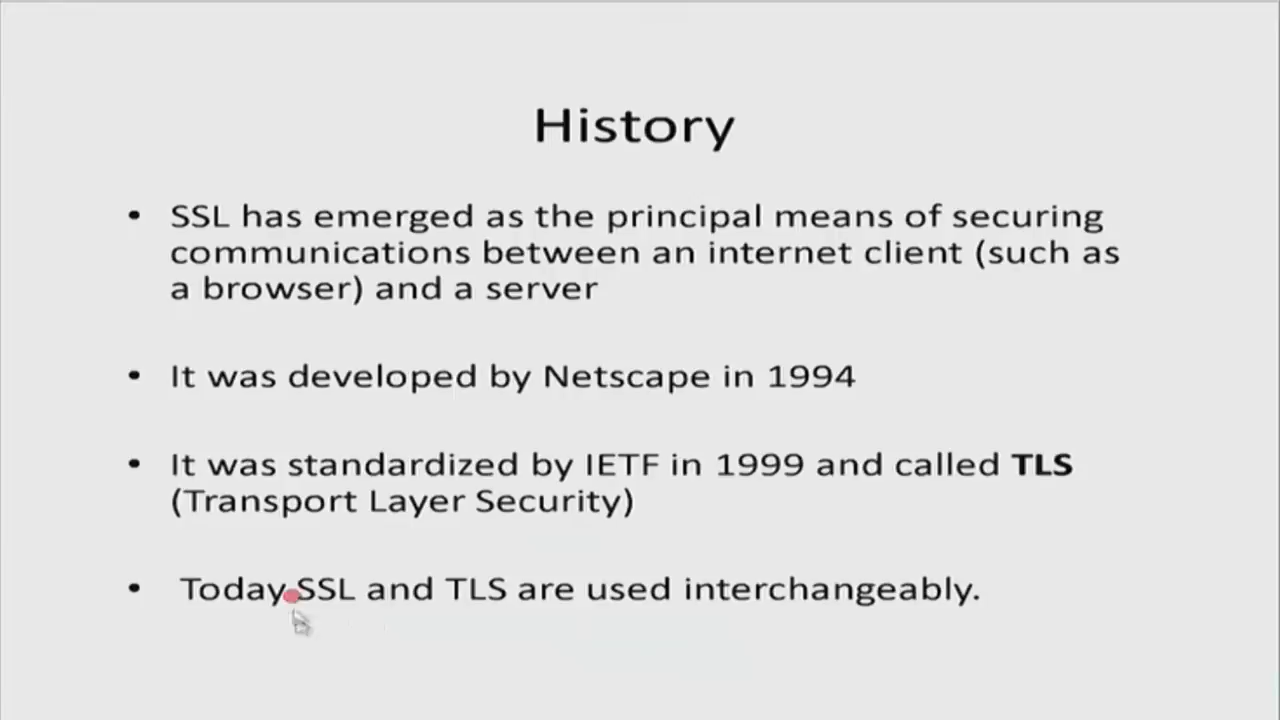 History
• SSL has emerged as the principal means of securing
communications between an internet client (such as
a browser) and a server
• It was developed by Netscape in 1994
• It was standardized by IETF in 1999 and called TLS
(Transport Layer Security)
• Today SSL and TLS are used interchangeably.